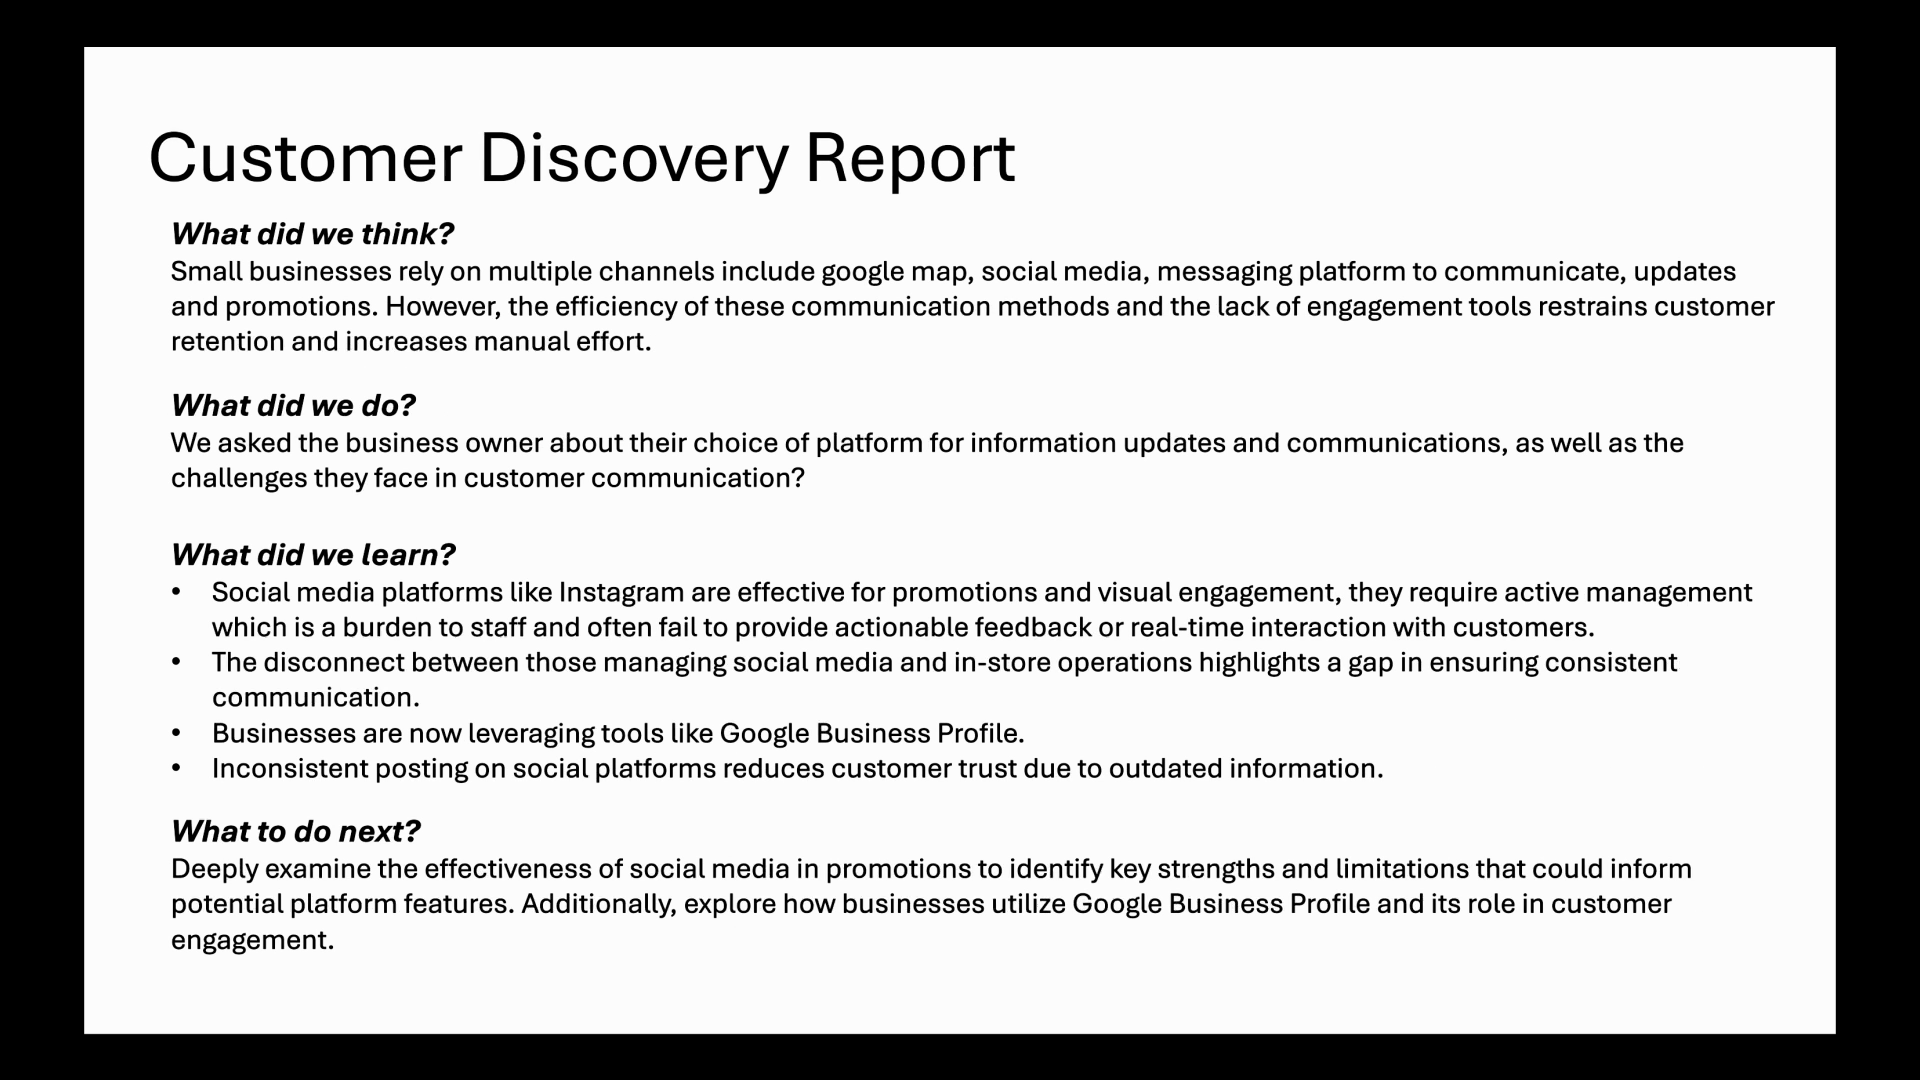 Customer Discovery Report
What did we think?
Small businesses rely on multiple channels include google map, social media, messaging platform to communicate, updates
and promotions. However, the efficiency of these communication methods and the lack of engagement tools restrains customer
retention and increases manual effort.
What did we do?
We asked the business owner about their choice of platform for information updates and communications, as well as the
challenges they face in customer communication?
What did we learn?
• Social media platforms like Instagram are effective for promotions and visual engagement, they require active management
which is a burden to staff and often fail to provide actionable feedback or real-time interaction with customers.
• The disconnect between those managing social media and in-store operations highlights a gap in ensuring consistent
communication.
• Businesses are now leveraging tools like Google Business Profile.
• Inconsistent posting on social platforms reduces customer trust due to outdated information.
What to do next?
Deeply examine the effectiveness of social media in promotions to identify key strengths and limitations that could inform
potential platform features. Additionally, explore how businesses utilize Google Business Profile and its role in customer
engagement.